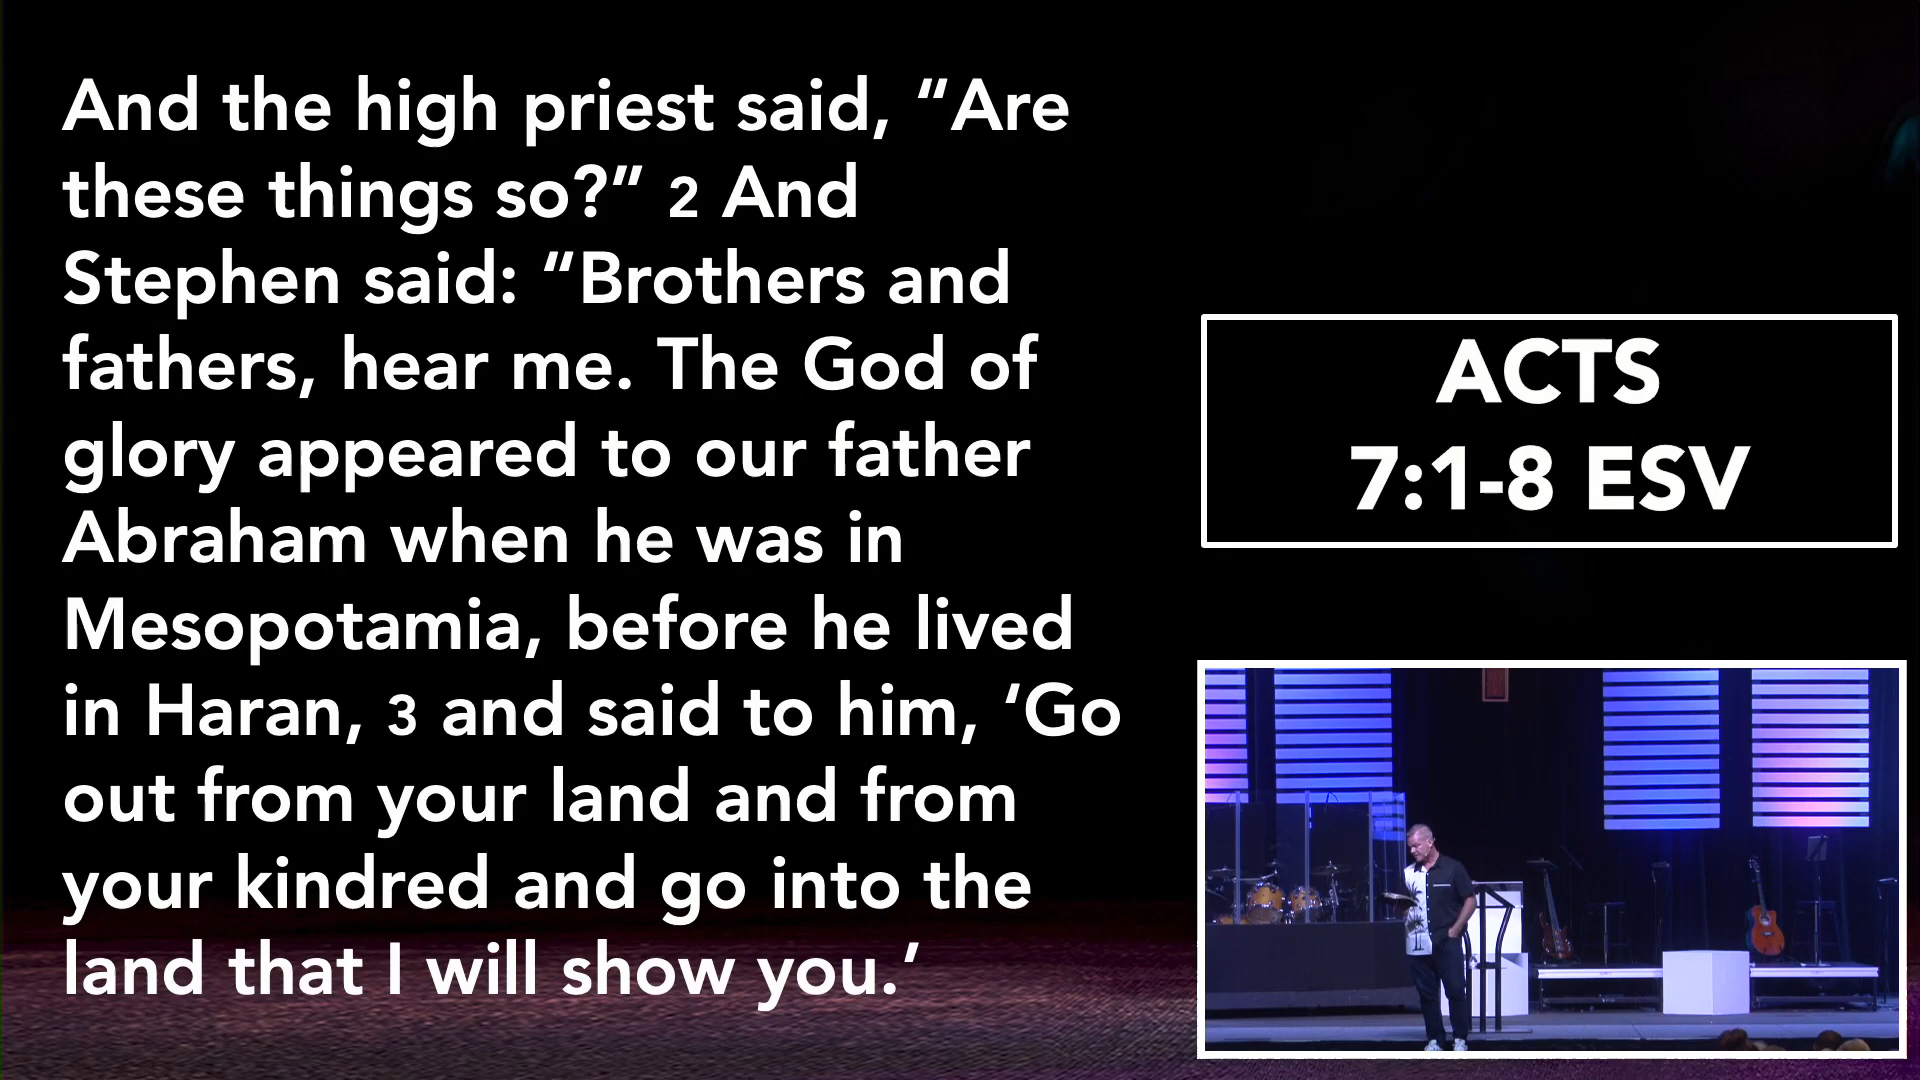 And the high priest said, “Are
these things so?” 2 And
Stephen said: “Brothers and
fathers, hear me. The God of
glory appeared to our father
Abraham when he was in
Mesopotamia, before he lived
in Haran, 3 and said to him, ‘Go
out from your land and from
your kindred and go into the
land that I will show you.’
ACTS
7:1-8 ESV